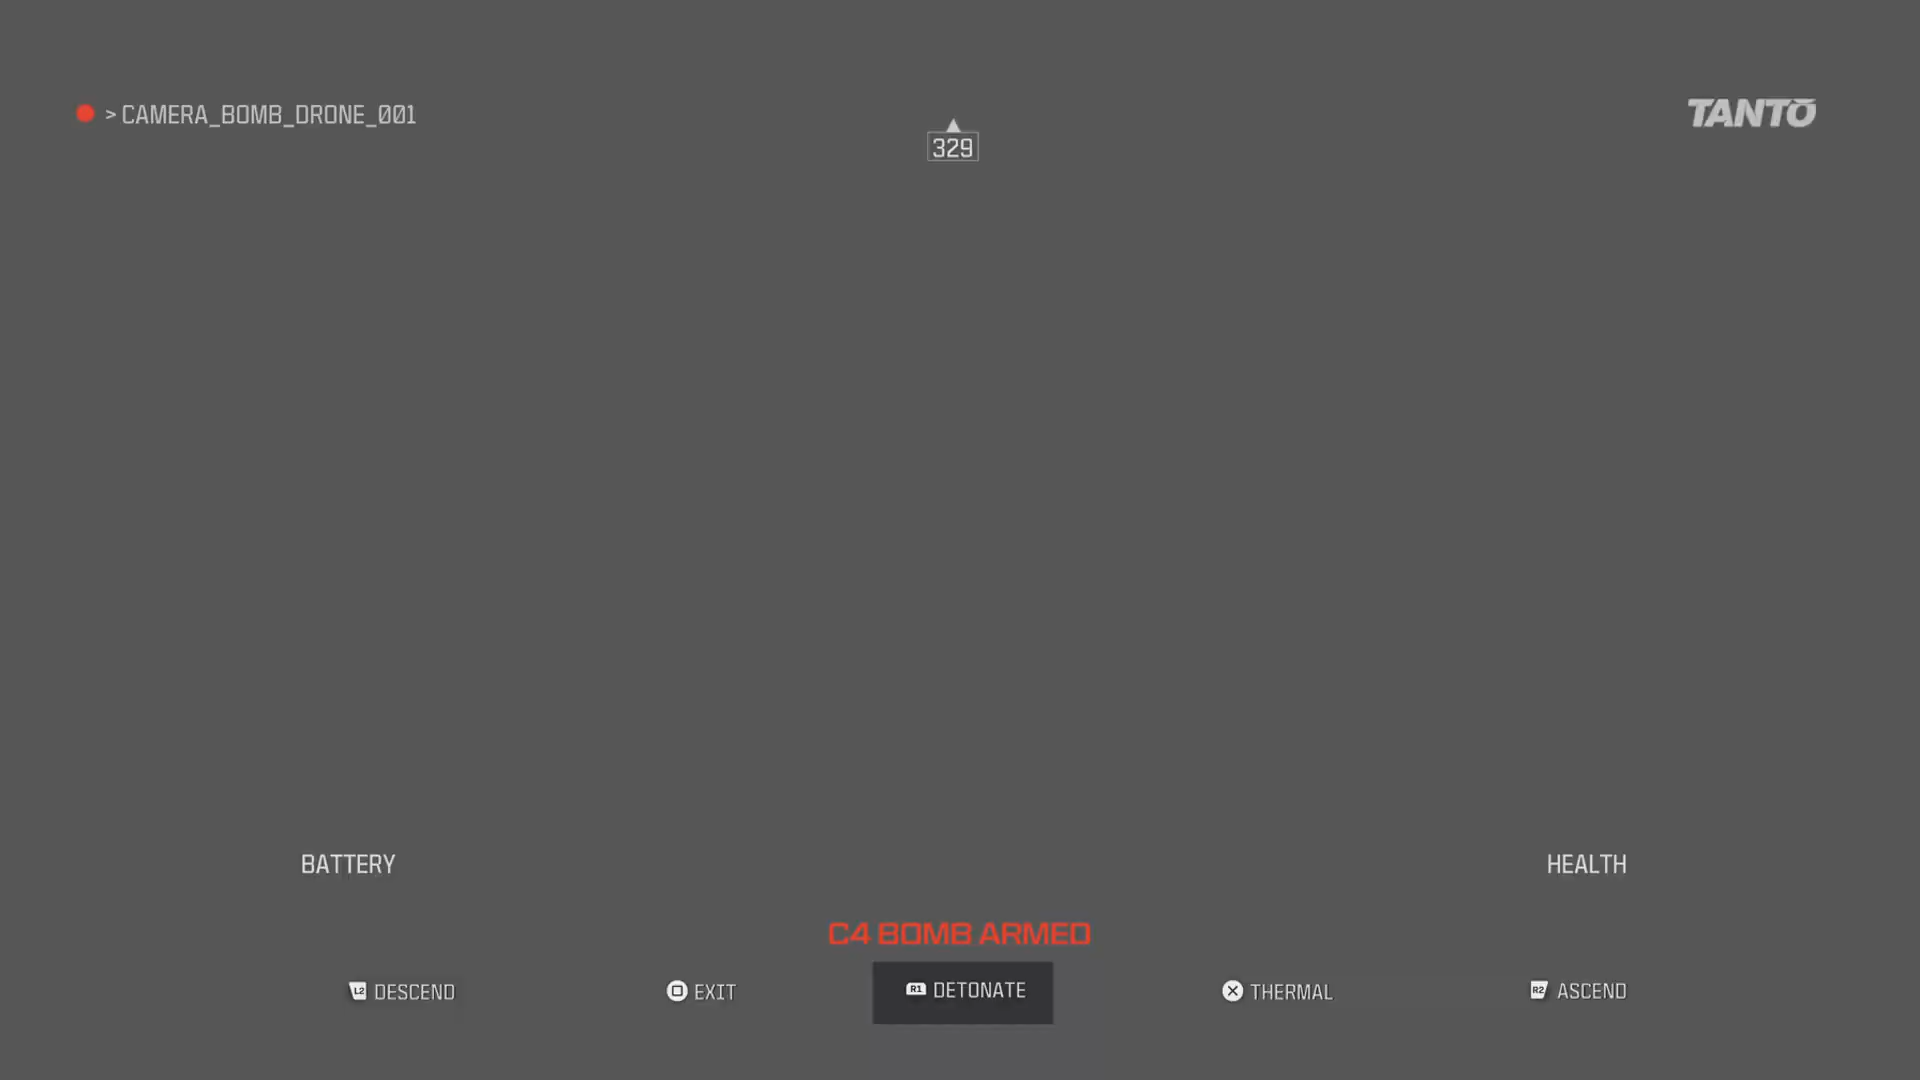 > CAMERA_BOMB_DRONE_001
TANTO
329
BATTERY
HEALTH
C4 BOMB ARMED
L2 DESCEND
EXIT
R1 DETONATE
THERMAL
R2 ASCEND